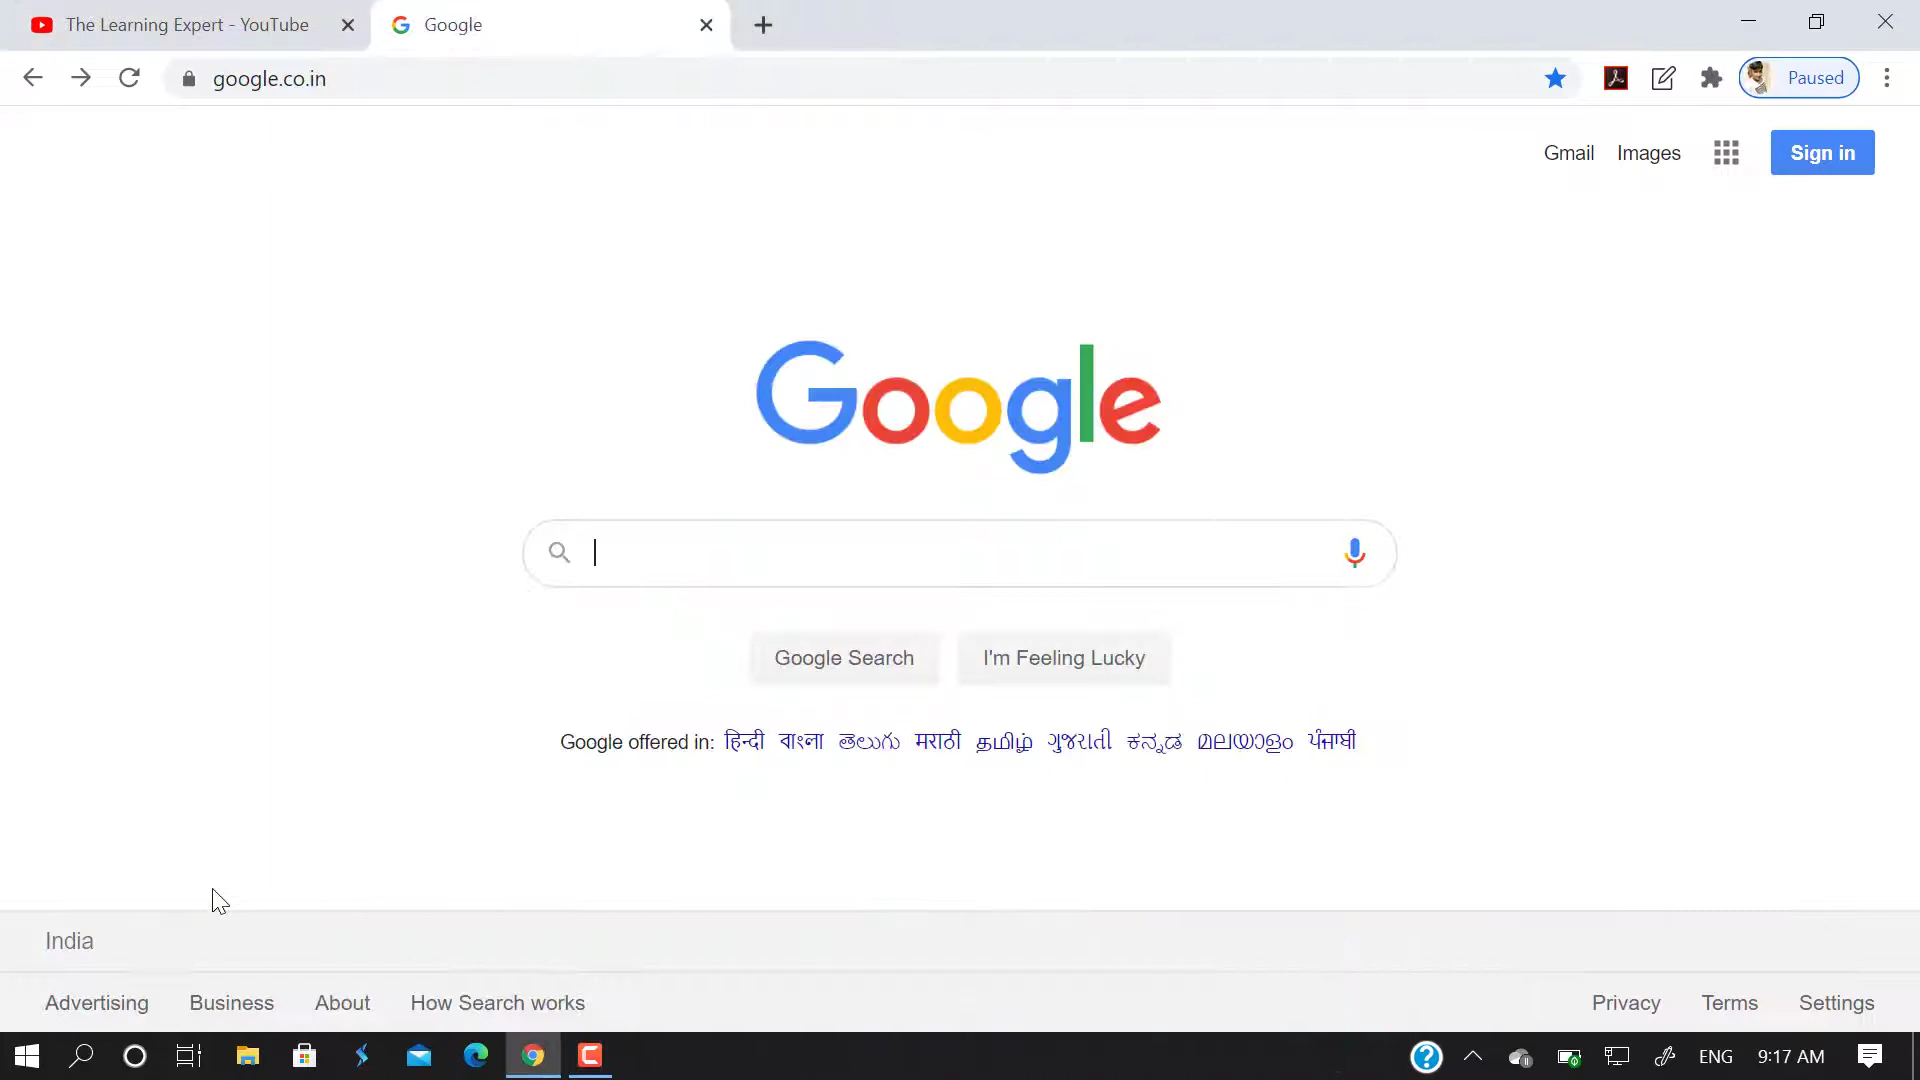 The Learning Expert - YouTube
Google
google.co.in
Paused
Gmail Images Sign in
Google
Google Search I'm Feeling Lucky
Google offered in: हिन्दी বাংলা తెలుగు मराठी தமிழ் ગુજરાતી ಕನ್ನಡ മലയാളം ਪੰਜਾਬੀ
India
Advertising Business About How Search works Privacy Terms Settings
ENG 9:17 AM